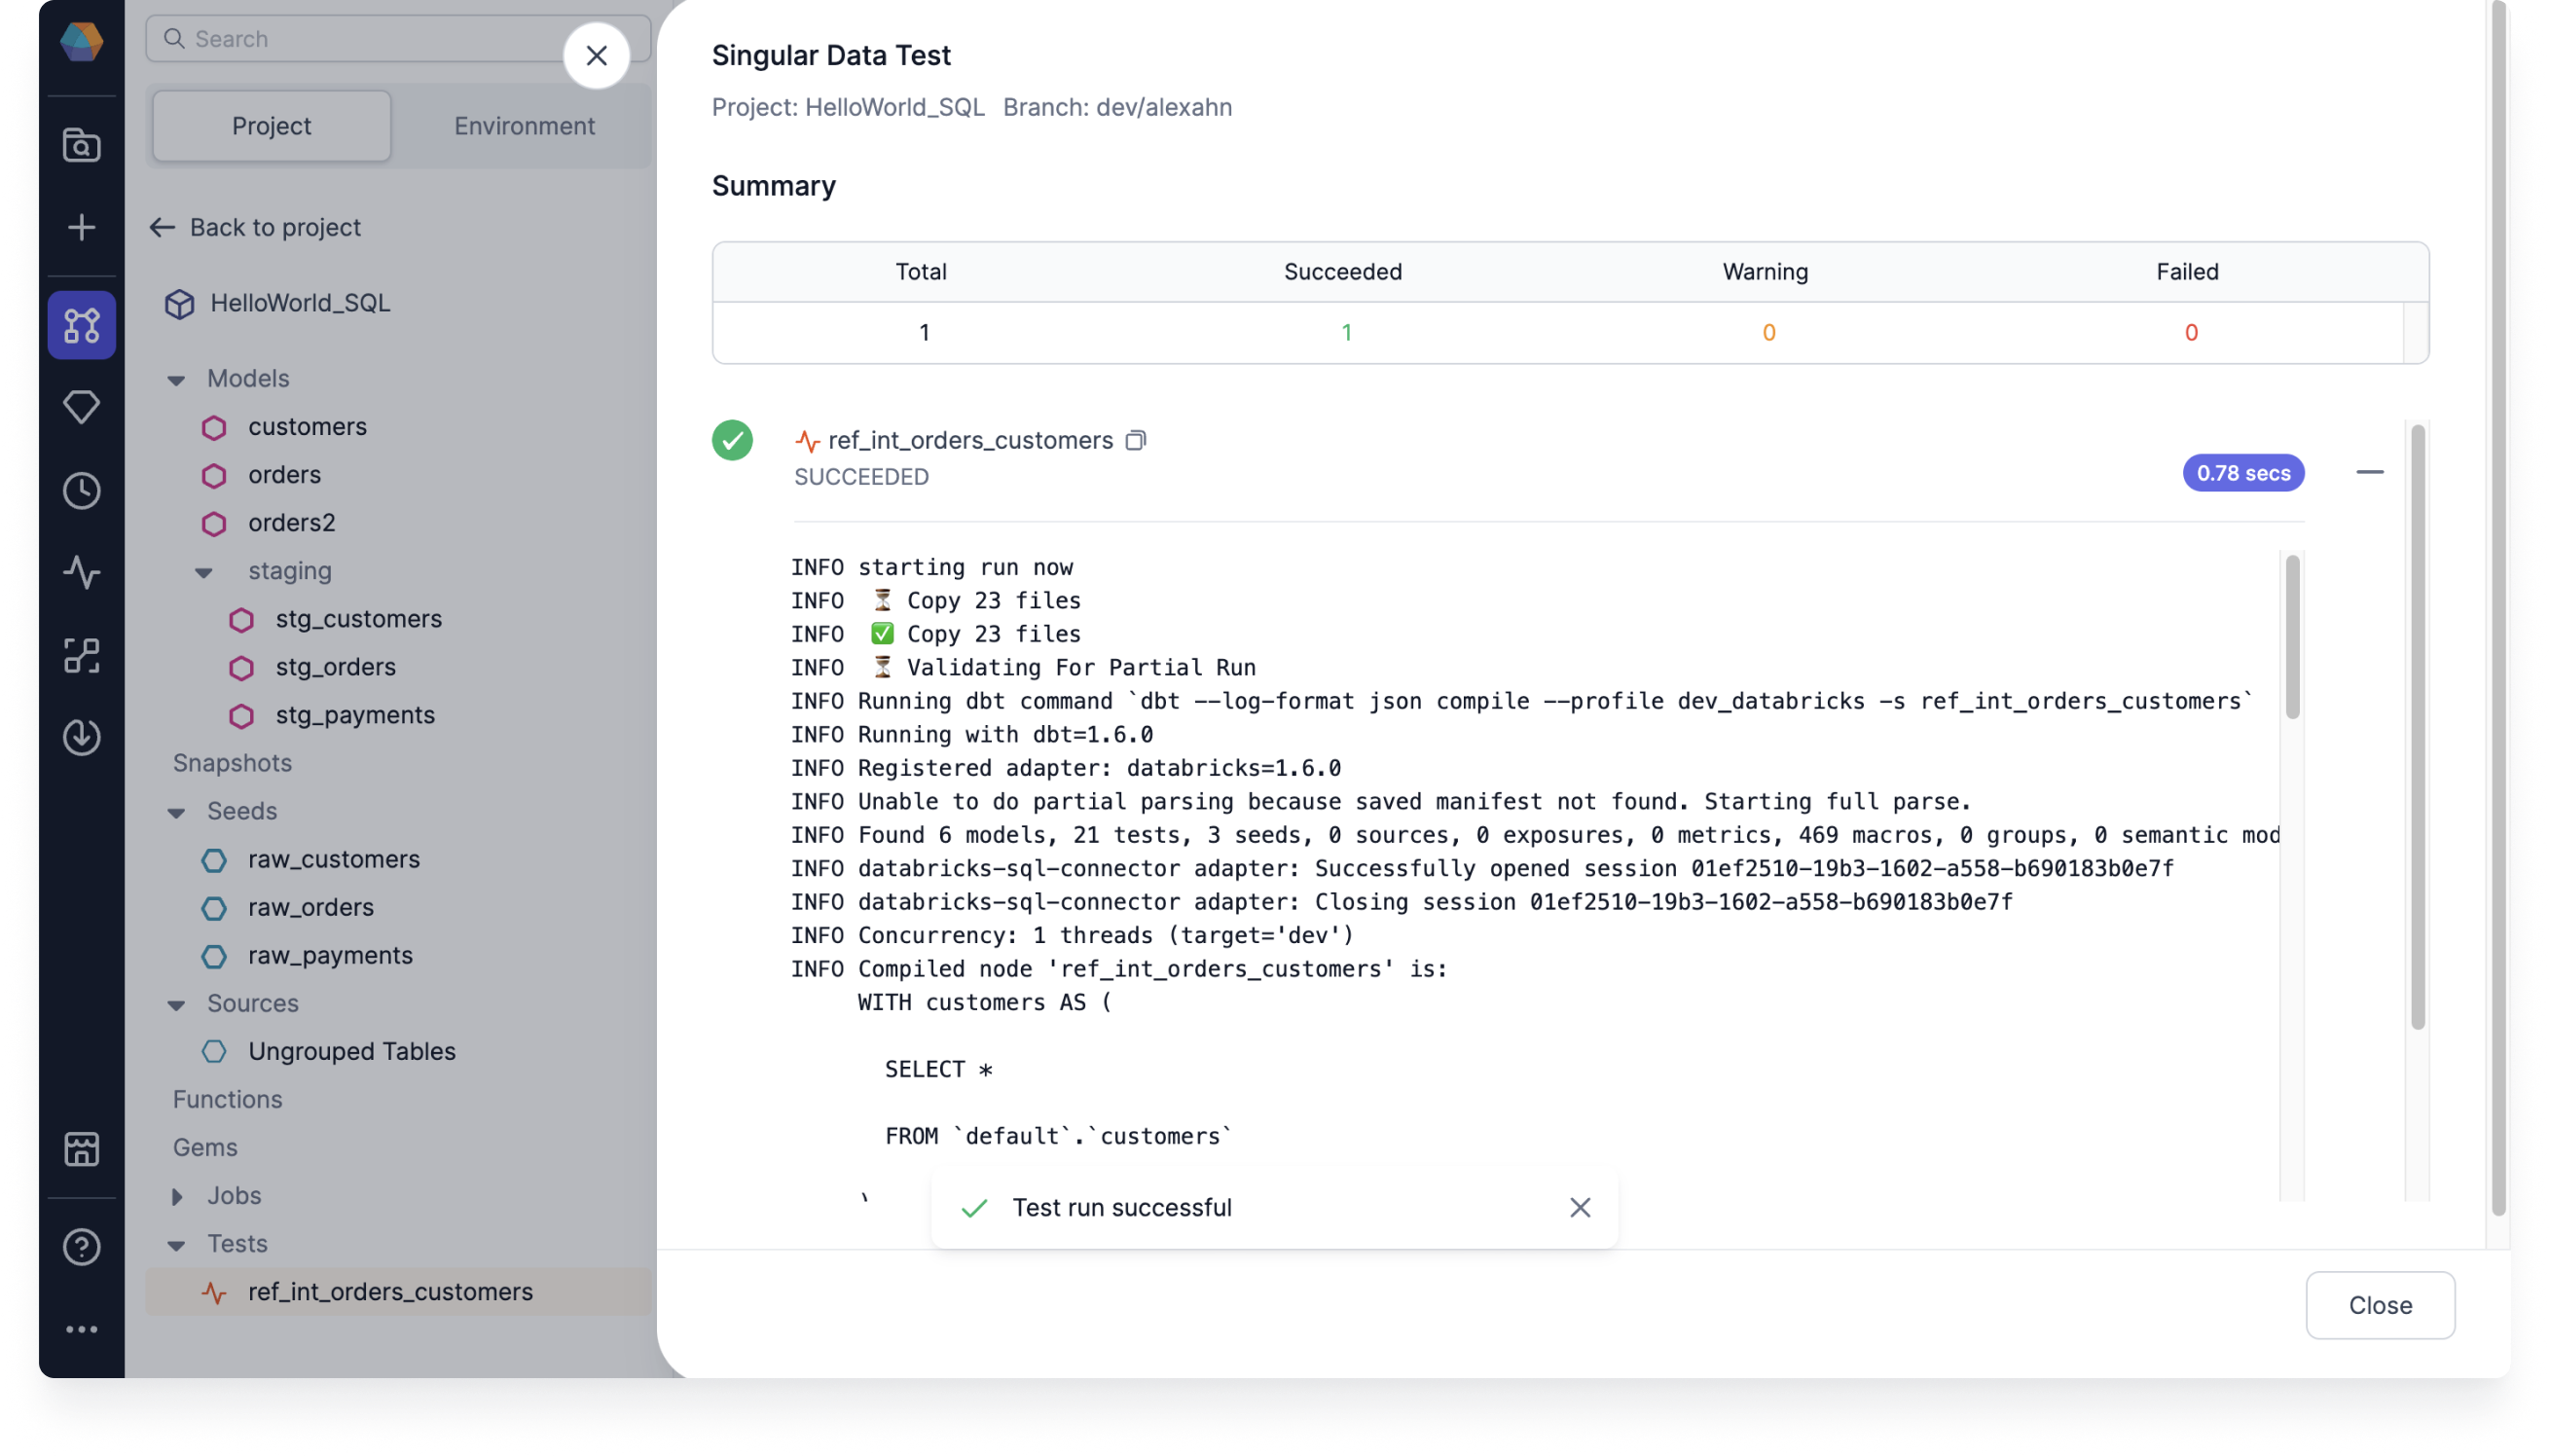 Search
Project
Environment
Back to project
HelloWorld_SQL
Models
customers
orders
orders2
staging
stg_customers
stg_orders
stg_payments
Snapshots
Seeds
raw_customers
raw_orders
raw_payments
Sources
Ungrouped Tables
Functions
Gems
Jobs
Tests
ref_int_orders_customers
Singular Data Test
Project: HelloWorld_SQL Branch: dev/alexahn
Summary
Total Succeeded Warning Failed
1 1 0 0
ref_int_orders_customers
SUCCEEDED
0.78 secs
INFO starting run now
INFO ⏳ Copy 23 files
INFO ✅ Copy 23 files
INFO ⏳ Validating For Partial Run
INFO Running dbt command `dbt --log-format json compile --profile dev_databricks -s ref_int_orders_customers`
INFO Running with dbt=1.6.0
INFO Registered adapter: databricks=1.6.0
INFO Unable to do partial parsing because saved manifest not found. Starting full parse.
INFO Found 6 models, 21 tests, 3 seeds, 0 sources, 0 exposures, 0 metrics, 469 macros, 0 groups, 0 semantic mod
INFO databricks-sql-connector adapter: Successfully opened session 01ef2510-19b3-1602-a558-b690183b0e7f
INFO databricks-sql-connector adapter: Closing session 01ef2510-19b3-1602-a558-b690183b0e7f
INFO Concurrency: 1 threads (target='dev')
INFO Compiled node 'ref_int_orders_customers' is:
WITH customers AS (
SELECT *
FROM `default`.`customers`
Test run successful
Close